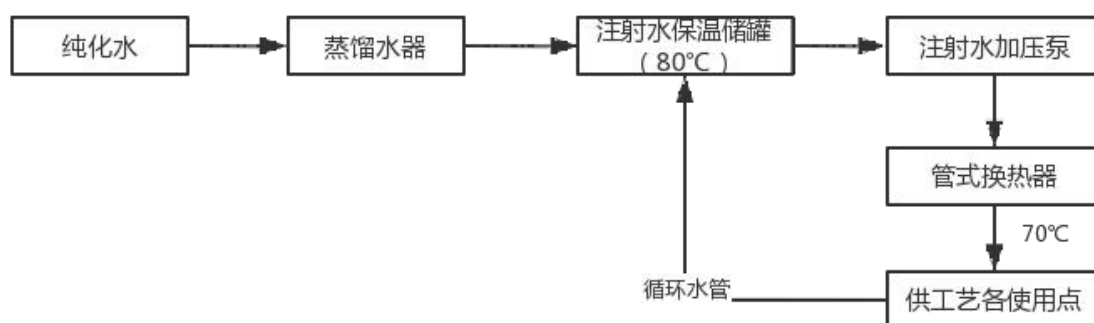 纯化水
蒸馏水器
注射水保温储罐
（80℃）
注射水加压泵
管式换热器
70℃
循环水管
供工艺各使用点